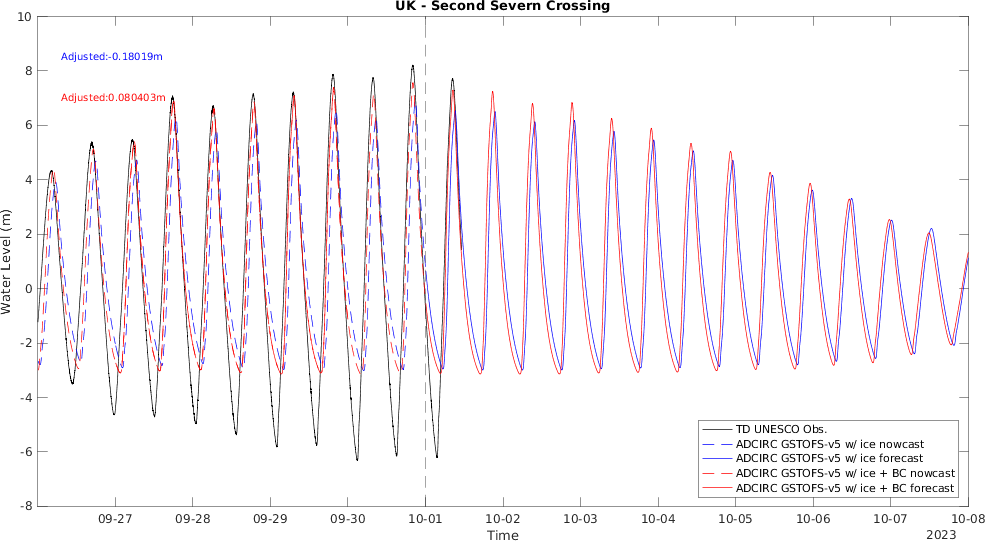 UK - Second Severn Crossing
10
8
6
4
2
0
-2
-4
-6
-8
Water Level (m)
Adjusted:-0.18019m
Adjusted:0.080403m
TD UNESCO Obs.
ADCIRC GSTOFS-v5 w/ ice nowcast
ADCIRC GSTOFS-v5 w/ ice forecast
ADCIRC GSTOFS-v5 w/ ice + BC nowcast
ADCIRC GSTOFS-v5 w/ ice + BC forecast
09-27 09-28 09-29 09-30 10-01 10-02 10-03 10-04 10-05 10-06 10-07 10-08
Time
2023